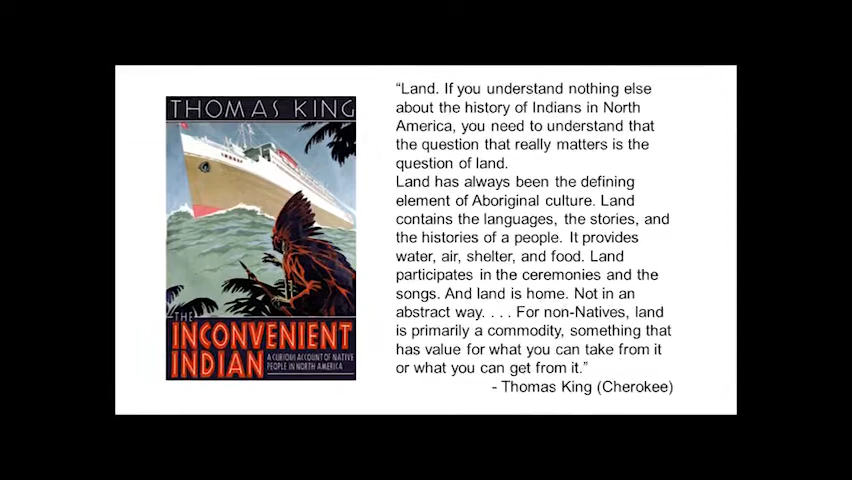 THOMAS KING
THE
INCONVENIENT
INDIAN
A CURIOUS ACCOUNT OF NATIVE
PEOPLE IN NORTH AMERICA
“Land. If you understand nothing else
about the history of Indians in North
America, you need to understand that
the question that really matters is the
question of land.
Land has always been the defining
element of Aboriginal culture. Land
contains the languages, the stories, and
the histories of a people. It provides
water, air, shelter, and food. Land
participates in the ceremonies and the
songs. And land is home. Not in an
abstract way. . . . For non-Natives, land
is primarily a commodity, something that
has value for what you can take from it
or what you can get from it.”
- Thomas King (Cherokee)